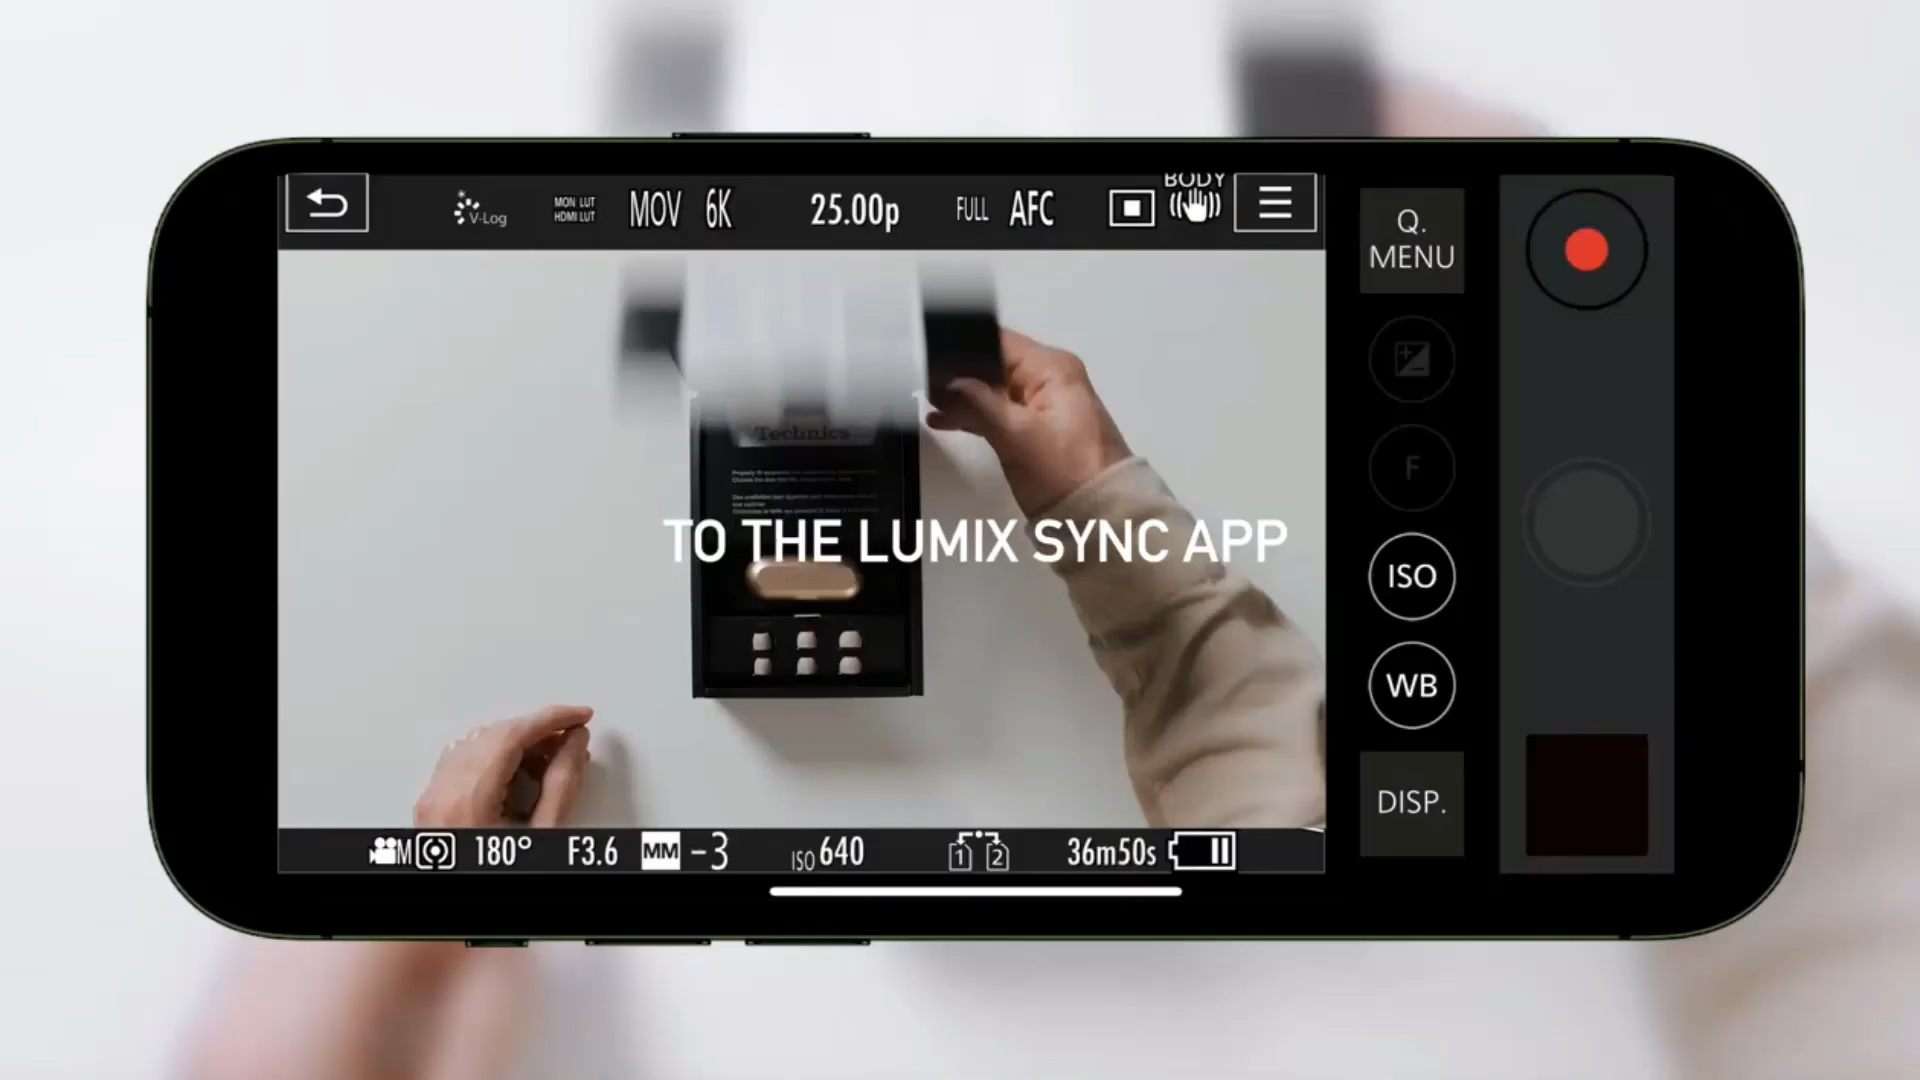 BODY
V-Log
MON LUT
HDMI LUT
MOV 6K
25.00p
FULL AFC
Q.
MENU
Technics
F
TO THE LUMIX SYNC APP
ISO
WB
DISP.
M 180° F3.6 MM -3 ISO 640 1 2 36m50s